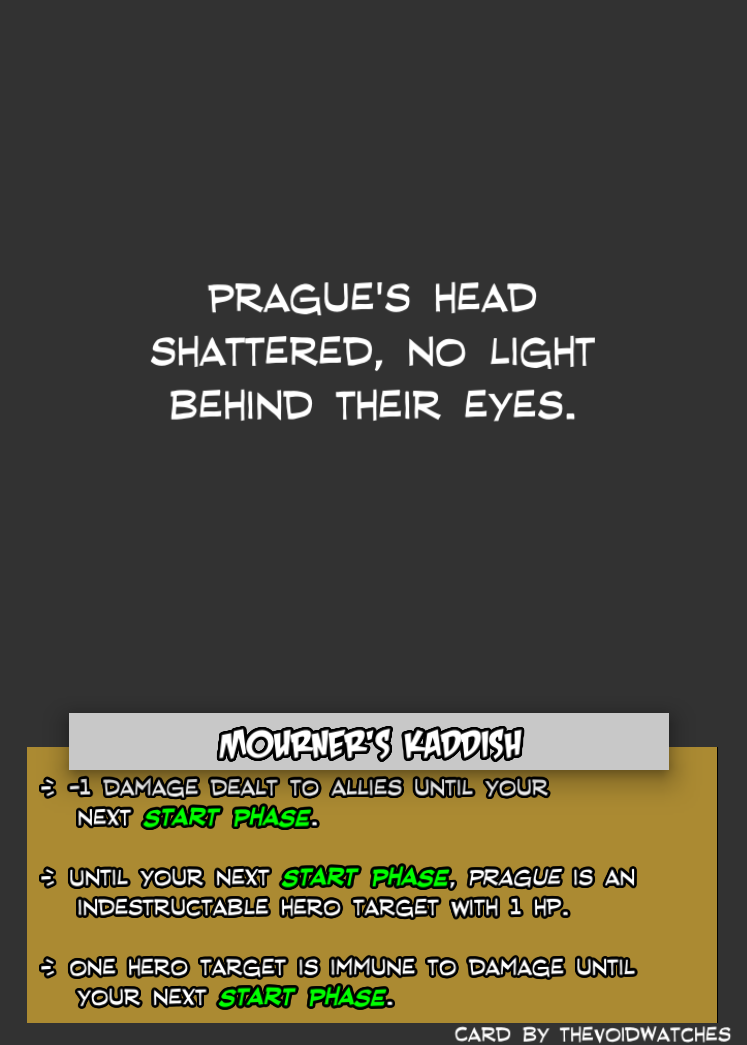 PRAGUE'S HEAD
SHATTERED, NO LIGHT
BEHIND THEIR EYES.
MOURNER'S KADDISH
-1 DAMAGE DEALT TO ALLIES UNTIL YOUR
NEXT START PHASE.
UNTIL YOUR NEXT START PHASE, PRAGUE IS AN
INDESTRUCTABLE HERO TARGET WITH 1 HP.
ONE HERO TARGET IS IMMUNE TO DAMAGE UNTIL
YOUR NEXT START PHASE.
CARD BY THEVOIDWATCHES